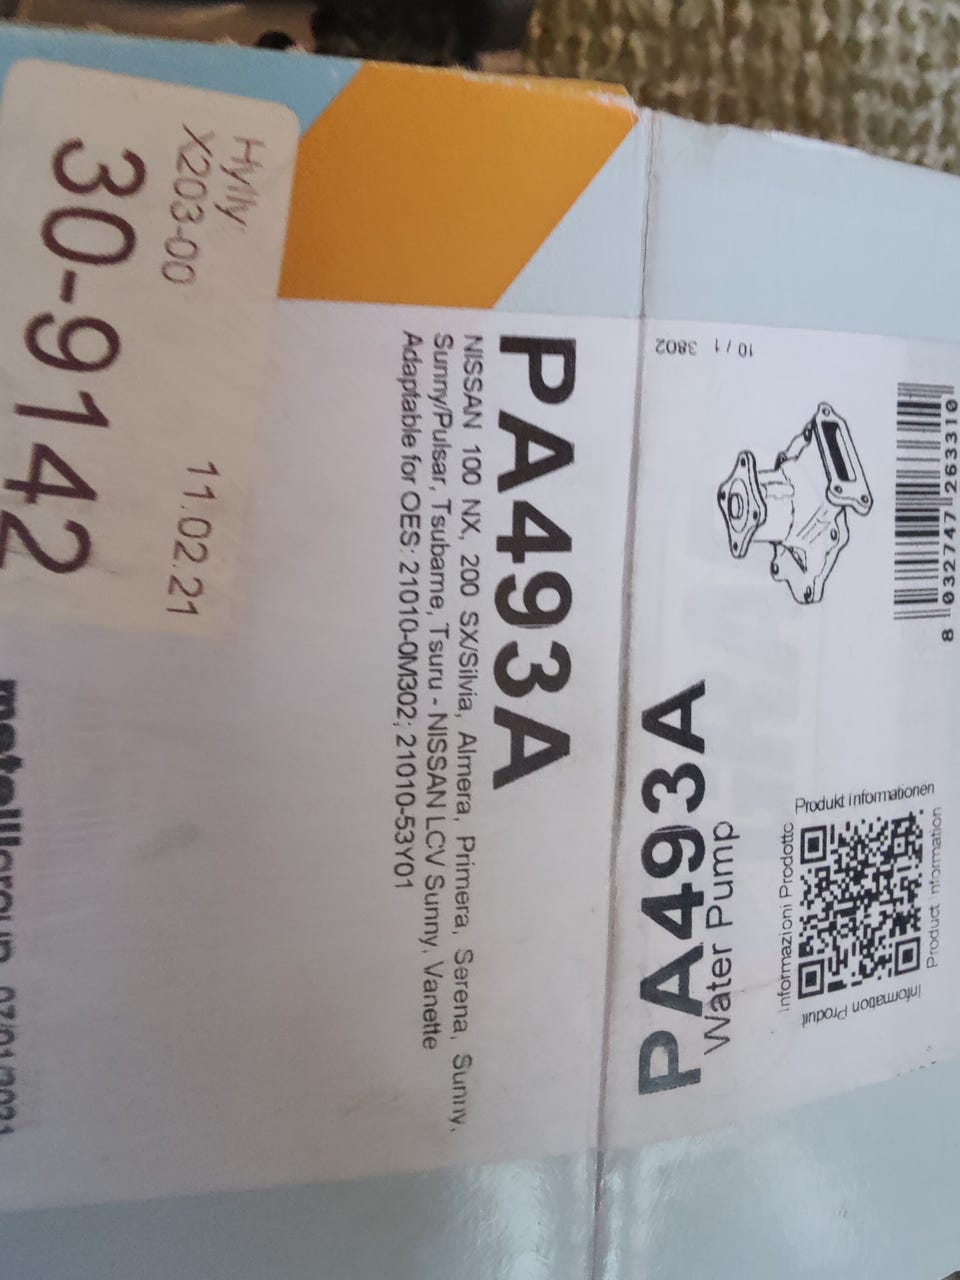 8 032747 263310
Produkt Informationen
Product Information
Informazioni Prodotto
Information Produit
10 / 1 3802
PA493A
Water Pump
PA493A
NISSAN 100 NX, 200 SX/Silvia, Almera, Primera, Serena, Sunny,
Sunny/Pulsar, Tsubame, Tsuru - NISSAN LCV Sunny, Vanette
Adaptable for OES: 21010-0M302; 21010-53Y01
Hylly:
X203-00
11.02.21
30-9142